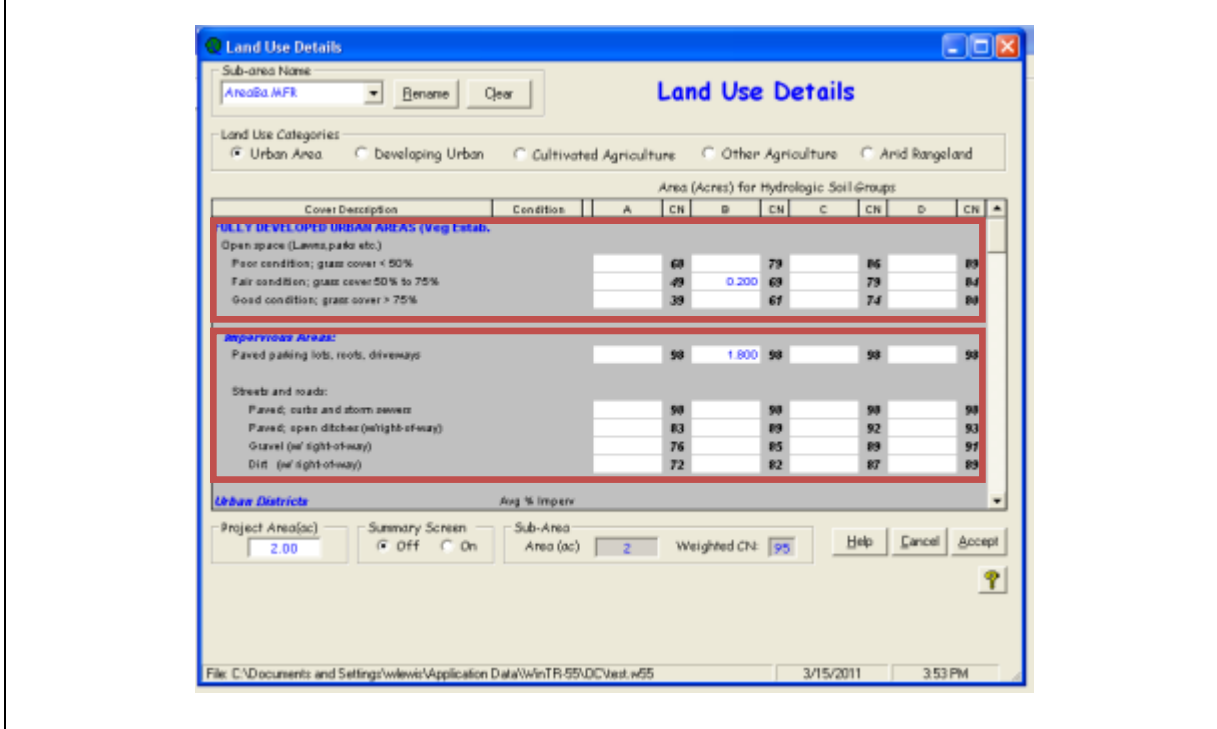 Land Use Details
Sub-area Name
AreaBa MFR Rename Clear Land Use Details
Land Use Categories
Urban Area Developing Urban Cultivated Agriculture Other Agriculture Arid Rangeland
Area (Acres) for Hydrologic Soil Groups
Cover Description Condition A CN B CN C CN D CN
FULLY DEVELOPED URBAN AREAS (Veg Estab.
Open space (Lawns,parks etc.)
Poor condition; grass cover < 50% 68 79 86 89
Fair condition; grass cover 50% to 75% 49 0.200 69 79 84
Good condition; grass cover > 75% 39 61 74 80
Impervious Areas:
Paved parking lots, roofs, driveways 98 1.800 98 98 98
Streets and roads:
Paved; curbs and storm sewers 98 98 98 98
Paved; open ditches (w/right-of-way) 83 89 92 93
Gravel (w/ right-of-way) 76 85 89 91
Dirt (w/ right-of-way) 72 82 87 89
Urban Districts Avg % Imperv
Project Area(ac) Summary Screen Sub-Area
2.00 Off On Area (ac) 2 Weighted CN: 95 Help Cancel Accept
File: C:\Documents and Settings\wlewis\Application Data\WinTR-55\DC\test.w55 3/15/2011 3:53 PM